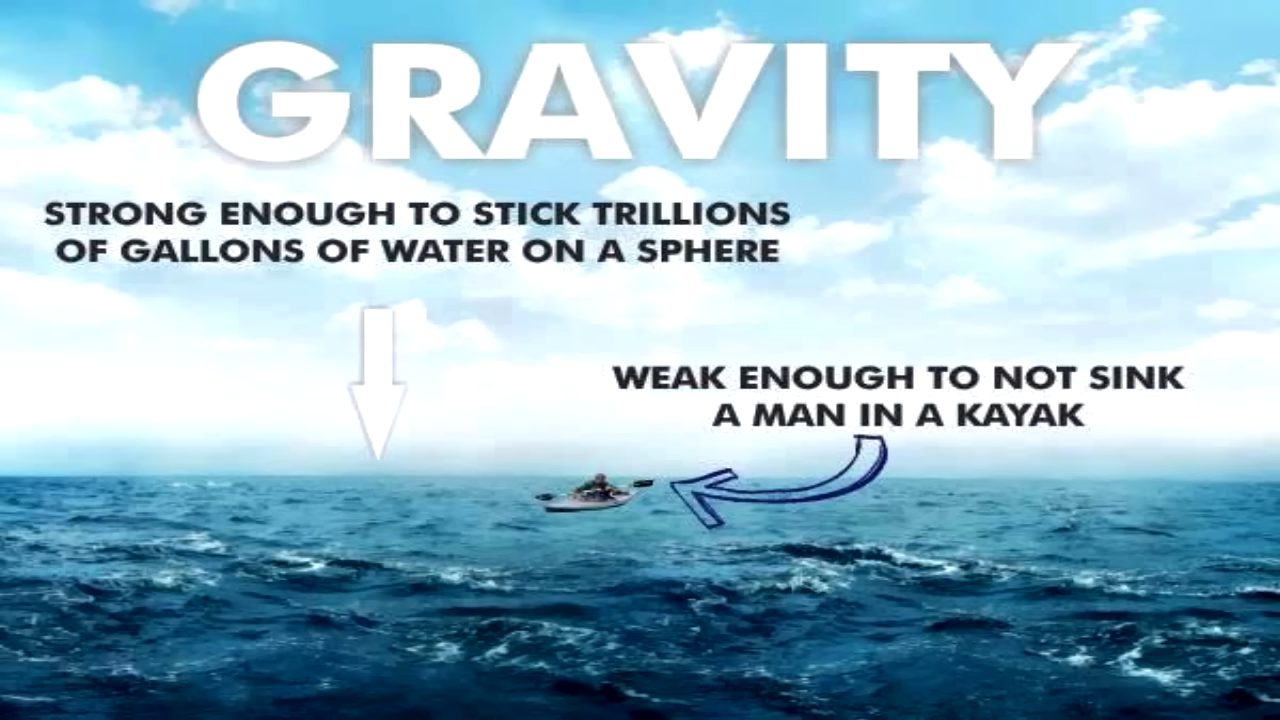 GRAVITY
STRONG ENOUGH TO STICK TRILLIONS
OF GALLONS OF WATER ON A SPHERE
WEAK ENOUGH TO NOT SINK
A MAN IN A KAYAK